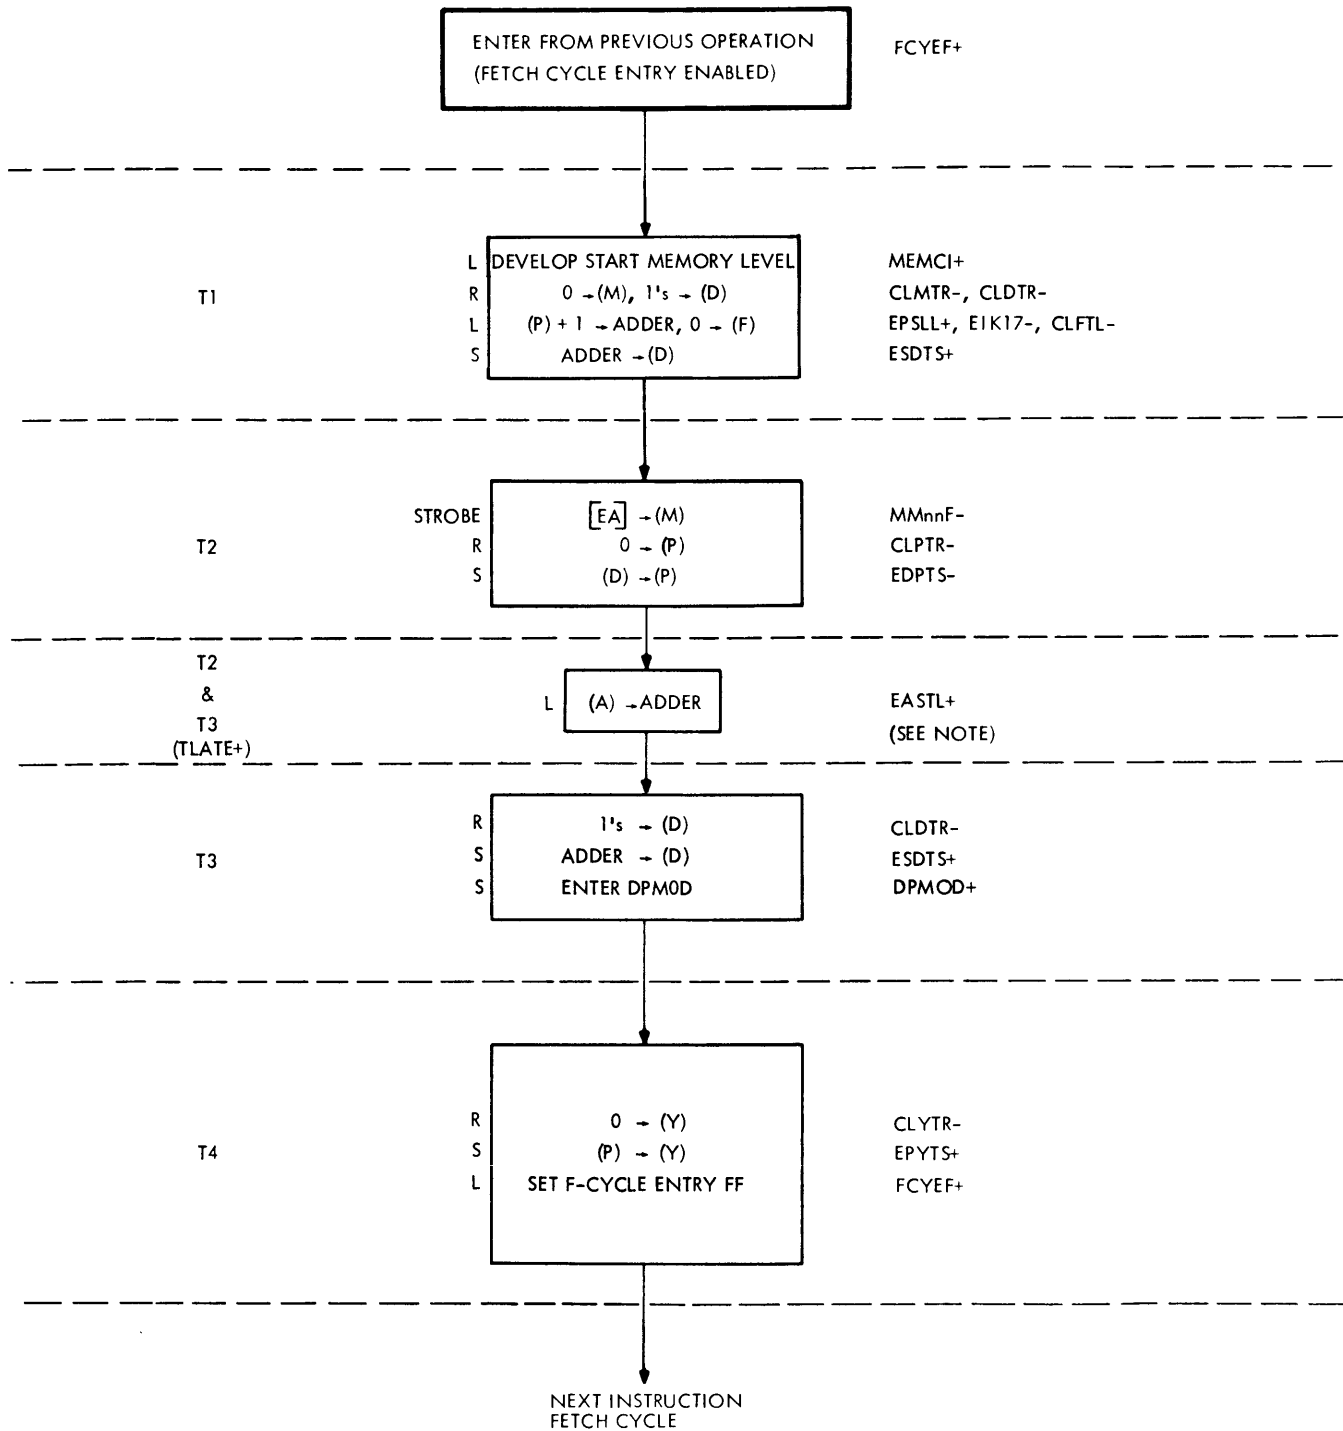 ENTER FROM PREVIOUS OPERATION
(FETCH CYCLE ENTRY ENABLED)
FCYEF+
T1
L DEVELOP START MEMORY LEVEL MEMCI+
R 0 → (M), 1's → (D) CLMTR-, CLDTR-
L (P) + 1 → ADDER, 0 → (F) EPSLL+, EIK17-, CLFTL-
S ADDER → (D) ESDTS+
T2
STROBE [EA] → (M) MMnnF-
R 0 → (P) CLPTR-
S (D) → (P) EDPTS-
T2
&
T3
(TLATE+)
L (A) → ADDER EASTL+
(SEE NOTE)
T3
R 1's → (D) CLDTR-
S ADDER → (D) ESDTS+
S ENTER DPM0D DPMOD+
T4
R 0 → (Y) CLYTR-
S (P) → (Y) EPYTS+
L SET F-CYCLE ENTRY FF FCYEF+
NEXT INSTRUCTION
FETCH CYCLE